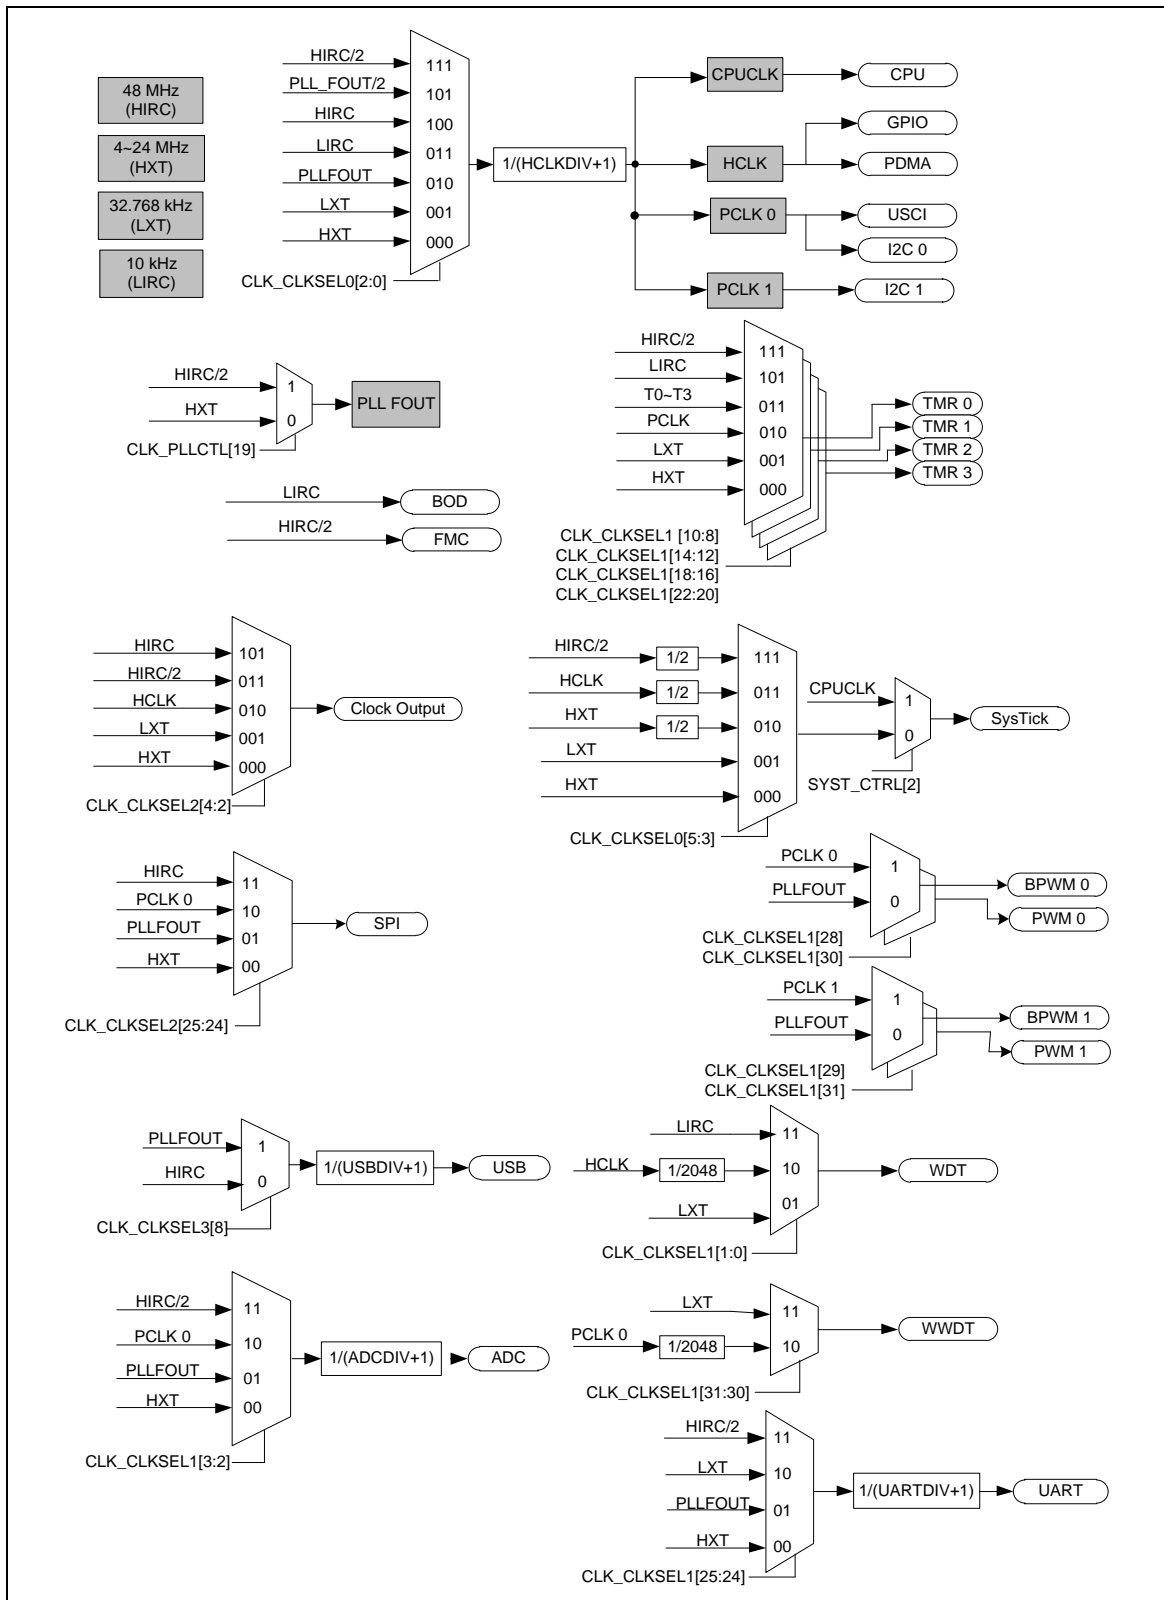 48 MHz
(HIRC)
4~24 MHz
(HXT)
32.768 kHz
(LXT)
10 kHz
(LIRC)
HIRC/2
111
PLL_FOUT/2
101
HIRC
100
LIRC
011
PLLFOUT
010
LXT
001
HXT
000
CLK_CLKSEL0[2:0]
1/(HCLKDIV+1)
CPUCLK
CPU
HCLK
GPIO
PDMA
PCLK 0
USCI
I2C 0
PCLK 1
I2C 1
HIRC/2
1
HXT
0
CLK_PLLCTL[19]
PLL FOUT
LIRC
BOD
HIRC/2
FMC
HIRC/2
111
LIRC
101
T0~T3
011
PCLK
010
LXT
001
HXT
000
TMR 0
TMR 1
TMR 2
TMR 3
CLK_CLKSEL1 [10:8]
CLK_CLKSEL1[14:12]
CLK_CLKSEL1[18:16]
CLK_CLKSEL1[22:20]
HIRC
101
HIRC/2
011
HCLK
010
LXT
001
HXT
000
CLK_CLKSEL2[4:2]
Clock Output
HIRC/2
1/2
111
HCLK
1/2
011
HXT
1/2
010
LXT
001
HXT
000
CLK_CLKSEL0[5:3]
CPUCLK
1
0
SYST_CTRL[2]
SysTick
HIRC
11
PCLK 0
10
PLLFOUT
01
HXT
00
CLK_CLKSEL2[25:24]
SPI
PCLK 0
1
PLLFOUT
0
BPWM 0
PWM 0
CLK_CLKSEL1[28]
CLK_CLKSEL1[30]
PCLK 1
1
PLLFOUT
0
BPWM 1
PWM 1
CLK_CLKSEL1[29]
CLK_CLKSEL1[31]
PLLFOUT
1
HIRC
0
CLK_CLKSEL3[8]
1/(USBDIV+1)
USB
LIRC
11
HCLK
1/2048
10
LXT
01
CLK_CLKSEL1[1:0]
WDT
HIRC/2
11
PCLK 0
10
PLLFOUT
01
HXT
00
CLK_CLKSEL1[3:2]
1/(ADCDIV+1)
ADC
LXT
11
PCLK 0
1/2048
10
CLK_CLKSEL1[31:30]
WWDT
HIRC/2
11
LXT
10
PLLFOUT
01
HXT
00
CLK_CLKSEL1[25:24]
1/(UARTDIV+1)
UART